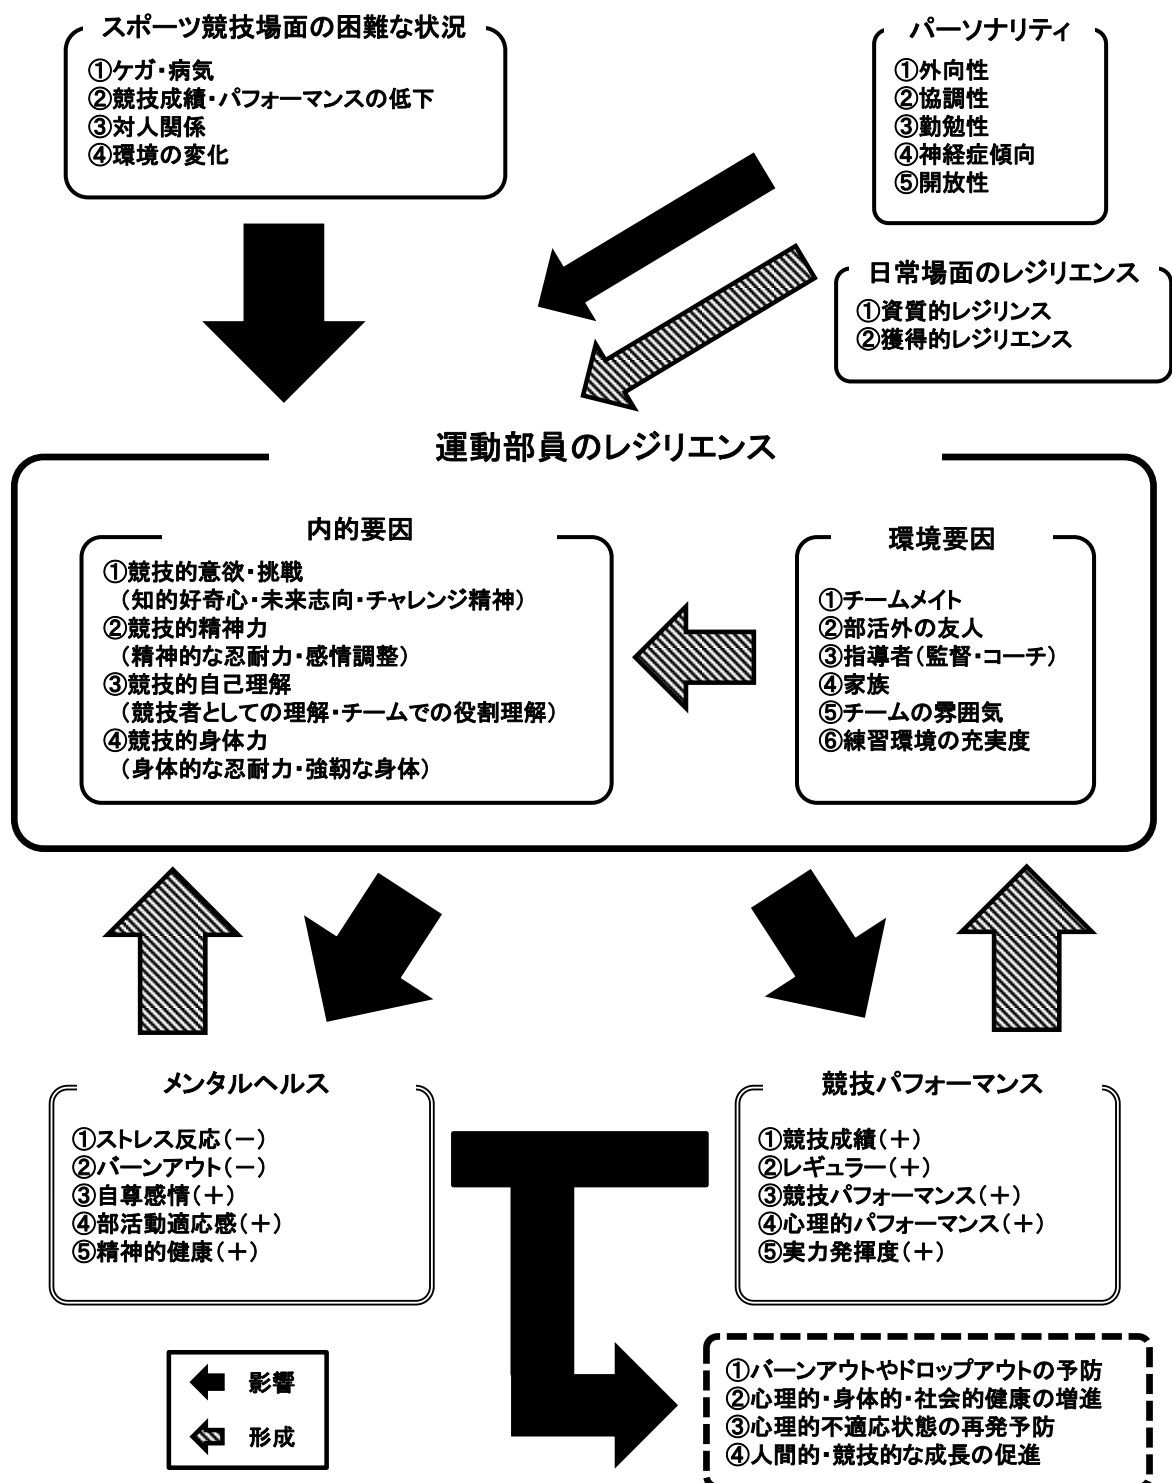 スポーツ競技場面の困難な状況
①ケガ・病気
②競技成績・パフォーマンスの低下
③対人関係
④環境の変化
パーソナリティ
①外向性
②協調性
③勤勉性
④神経症傾向
⑤開放性
日常場面のレジリエンス
①資質的レジリンス
②獲得的レジリエンス
運動部員のレジリエンス
内的要因
①競技的意欲・挑戦
（知的好奇心・未来志向・チャレンジ精神）
②競技的精神力
（精神的な忍耐力・感情調整）
③競技的自己理解
（競技者としての理解・チームでの役割理解）
④競技的身体力
（身体的な忍耐力・強靭な身体）
環境要因
①チームメイト
②部活外の友人
③指導者（監督・コーチ）
④家族
⑤チームの雰囲気
⑥練習環境の充実度
メンタルヘルス
①ストレス反応（－）
②バーンアウト（－）
③自尊感情（＋）
④部活動適応感（＋）
⑤精神的健康（＋）
競技パフォーマンス
①競技成績（＋）
②レギュラー（＋）
③競技パフォーマンス（＋）
④心理的パフォーマンス（＋）
⑤実力発揮度（＋）
影響
形成
①バーンアウトやドロップアウトの予防
②心理的・身体的・社会的健康の増進
③心理的不適応状態の再発予防
④人間的・競技的な成長の促進